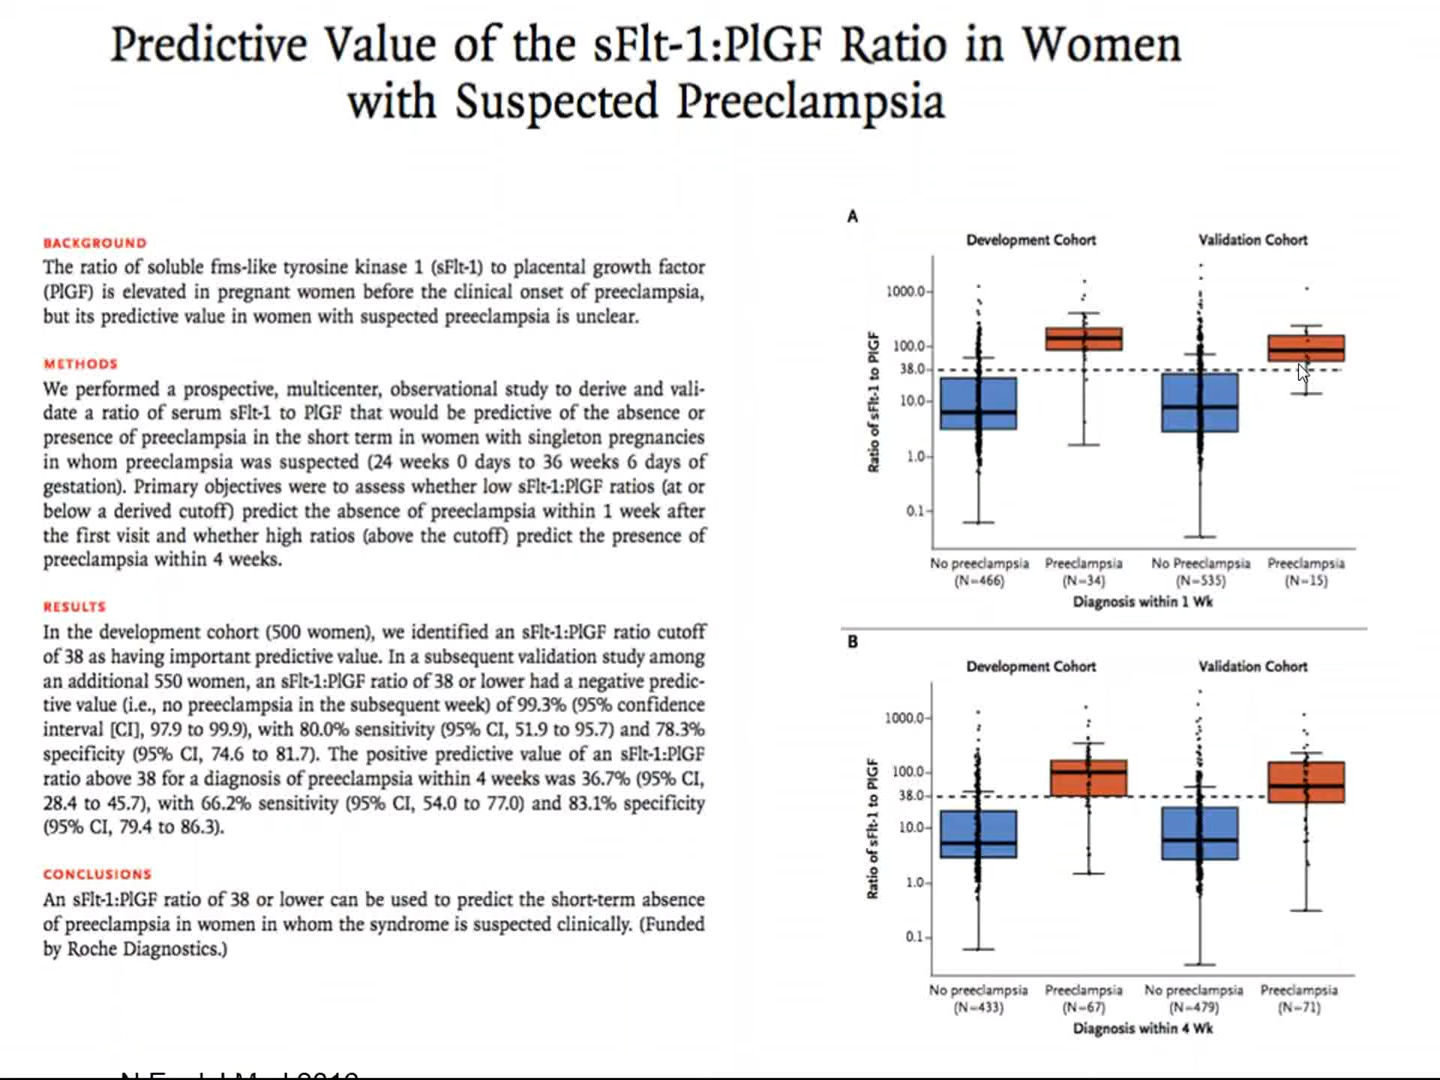 Predictive Value of the sFlt-1:PlGF Ratio in Women
with Suspected Preeclampsia
BACKGROUND
The ratio of soluble fms-like tyrosine kinase 1 (sFlt-1) to placental growth factor
(PlGF) is elevated in pregnant women before the clinical onset of preeclampsia,
but its predictive value in women with suspected preeclampsia is unclear.
METHODS
We performed a prospective, multicenter, observational study to derive and vali-
date a ratio of serum sFlt-1 to PlGF that would be predictive of the absence or
presence of preeclampsia in the short term in women with singleton pregnancies
in whom preeclampsia was suspected (24 weeks 0 days to 36 weeks 6 days of
gestation). Primary objectives were to assess whether low sFlt-1:PlGF ratios (at or
below a derived cutoff) predict the absence of preeclampsia within 1 week after
the first visit and whether high ratios (above the cutoff) predict the presence of
preeclampsia within 4 weeks.
RESULTS
In the development cohort (500 women), we identified an sFlt-1:PlGF ratio cutoff
of 38 as having important predictive value. In a subsequent validation study among
an additional 550 women, an sFlt-1:PlGF ratio of 38 or lower had a negative predic-
tive value (i.e., no preeclampsia in the subsequent week) of 99.3% (95% confidence
interval [CI], 97.9 to 99.9), with 80.0% sensitivity (95% CI, 51.9 to 95.7) and 78.3%
specificity (95% CI, 74.6 to 81.7). The positive predictive value of an sFlt-1:PlGF
ratio above 38 for a diagnosis of preeclampsia within 4 weeks was 36.7% (95% CI,
28.4 to 45.7), with 66.2% sensitivity (95% CI, 54.0 to 77.0) and 83.1% specificity
(95% CI, 79.4 to 86.3).
CONCLUSIONS
An sFlt-1:PlGF ratio of 38 or lower can be used to predict the short-term absence
of preeclampsia in women in whom the syndrome is suspected clinically. (Funded
by Roche Diagnostics.)
A
Development Cohort
Validation Cohort
Ratio of sFlt-1 to PlGF
1000.0
100.0
38.0
10.0
1.0
0.1
No preeclampsia
(N=466)
Preeclampsia
(N=34)
No Preeclampsia
(N=535)
Preeclampsia
(N=15)
Diagnosis within 1 Wk
B
Development Cohort
Validation Cohort
Ratio of sFlt-1 to PlGF
1000.0
100.0
38.0
10.0
1.0
0.1
No preeclampsia
(N=433)
Preeclampsia
(N=67)
No preeclampsia
(N=479)
Preeclampsia
(N=71)
Diagnosis within 4 Wk